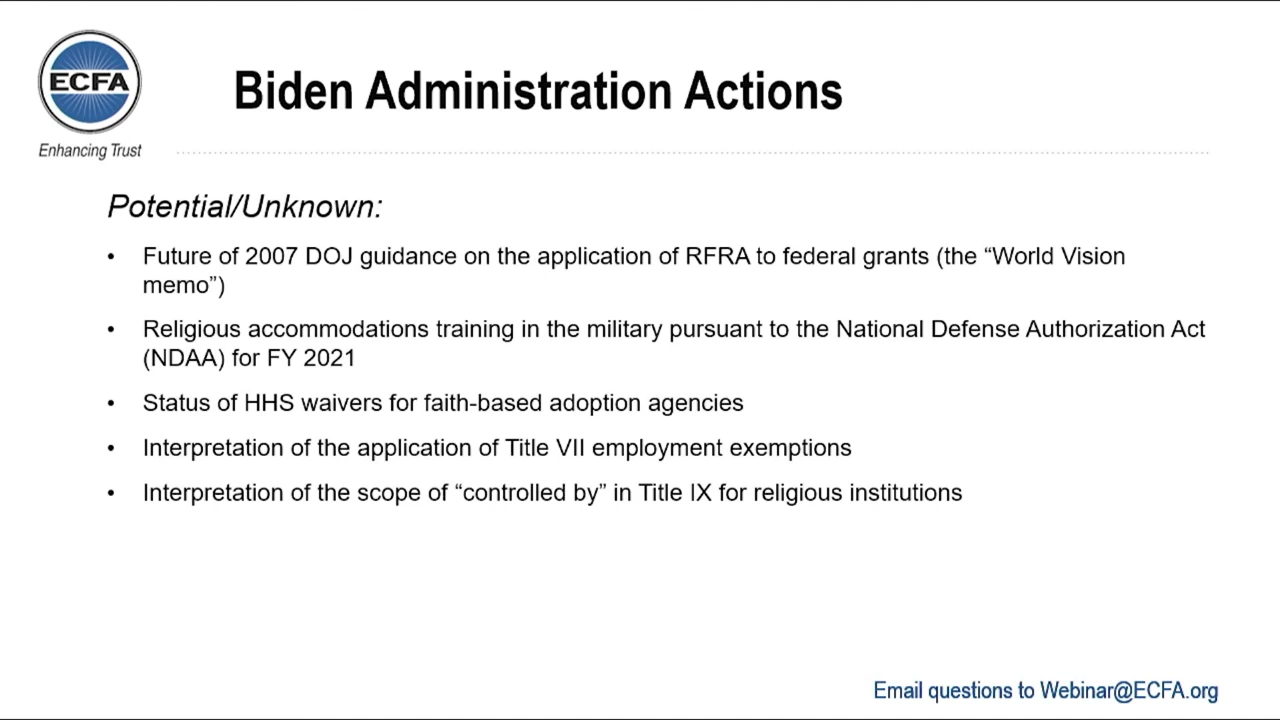 ECFA
Enhancing Trust
Biden Administration Actions
Potential/Unknown:
• Future of 2007 DOJ guidance on the application of RFRA to federal grants (the “World Vision
memo”)
• Religious accommodations training in the military pursuant to the National Defense Authorization Act
(NDAA) for FY 2021
• Status of HHS waivers for faith-based adoption agencies
• Interpretation of the application of Title VII employment exemptions
• Interpretation of the scope of “controlled by” in Title IX for religious institutions
Email questions to Webinar@ECFA.org